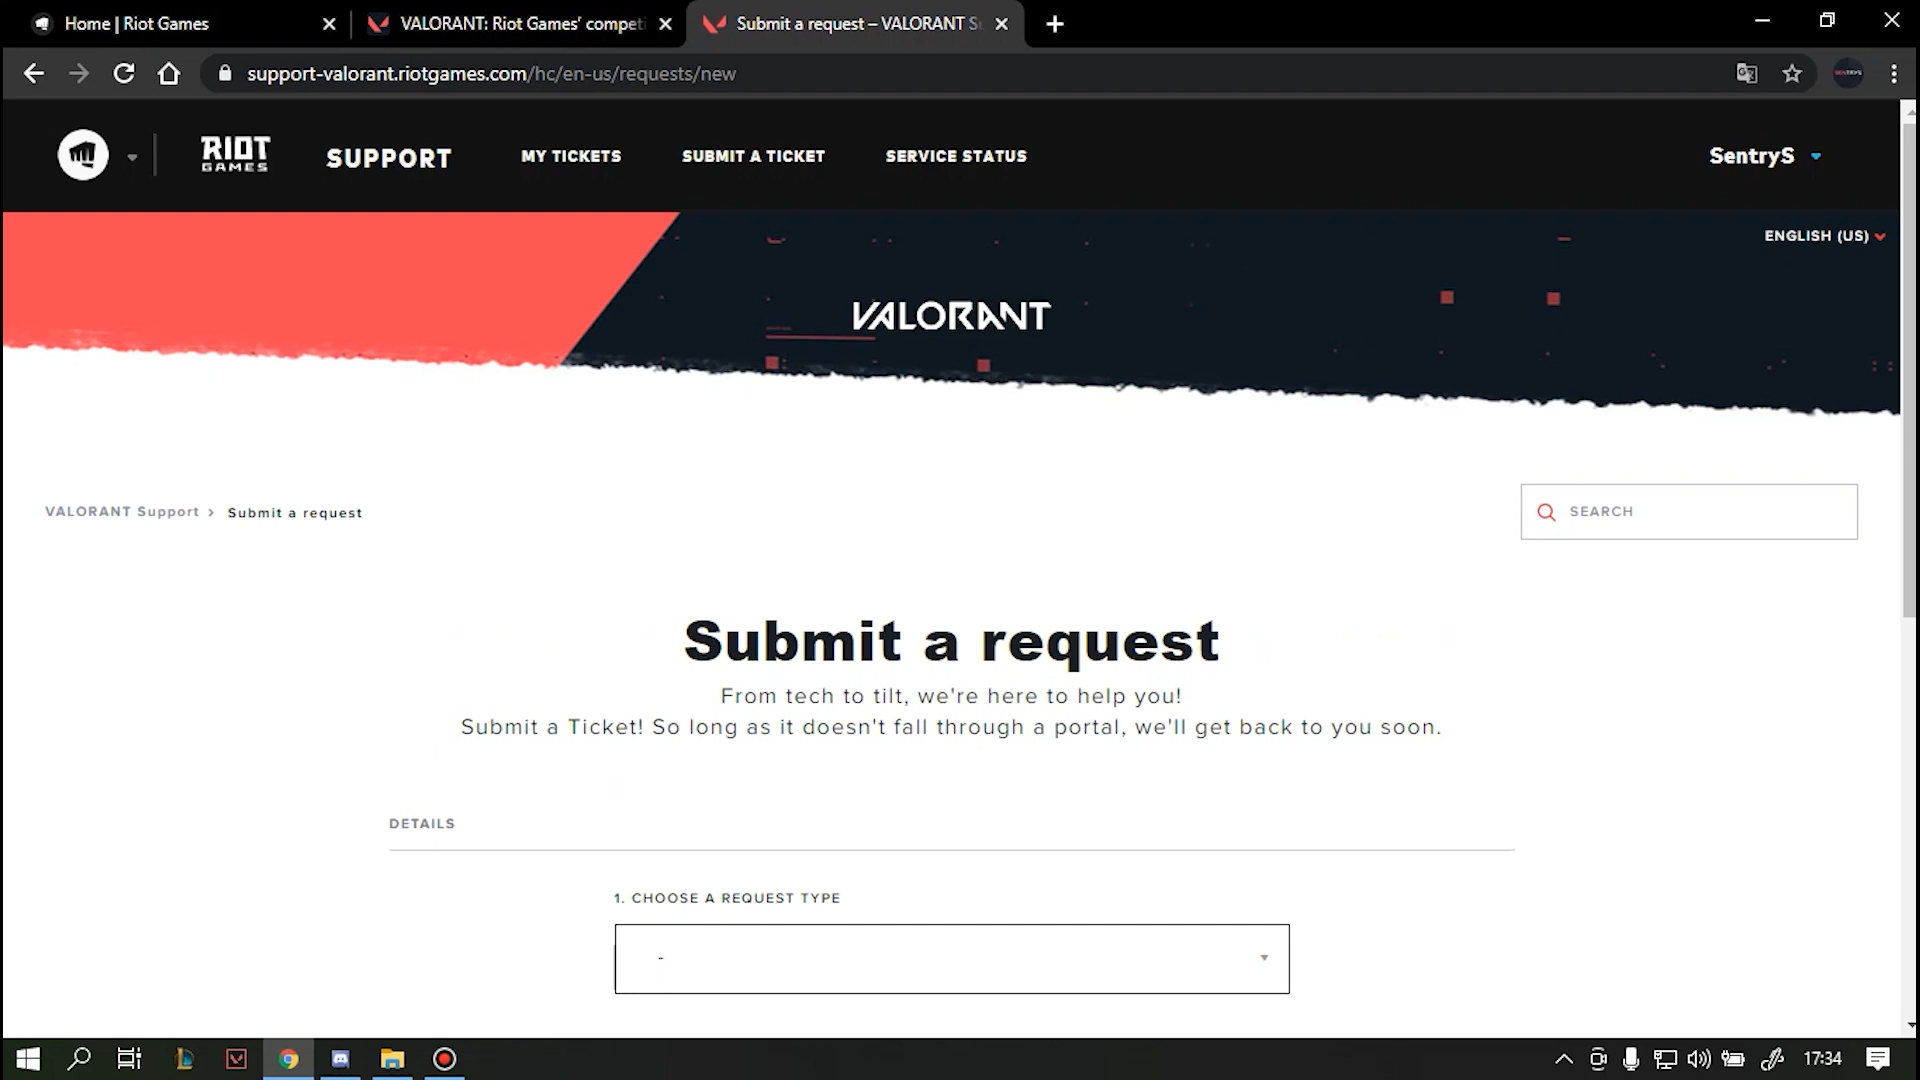 Home | Riot Games
VALORANT: Riot Games' competi
Submit a request – VALORANT S
support-valorant.riotgames.com/hc/en-us/requests/new
RIOT GAMES
SUPPORT
MY TICKETS
SUBMIT A TICKET
SERVICE STATUS
SentryS
ENGLISH (US)
VALORANT
VALORANT Support > Submit a request
SEARCH
Submit a request
From tech to tilt, we're here to help you!
Submit a Ticket! So long as it doesn't fall through a portal, we'll get back to you soon.
DETAILS
1. CHOOSE A REQUEST TYPE
-
17:34